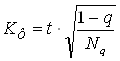 K_Ô = t · √((1 − q) / N_q)